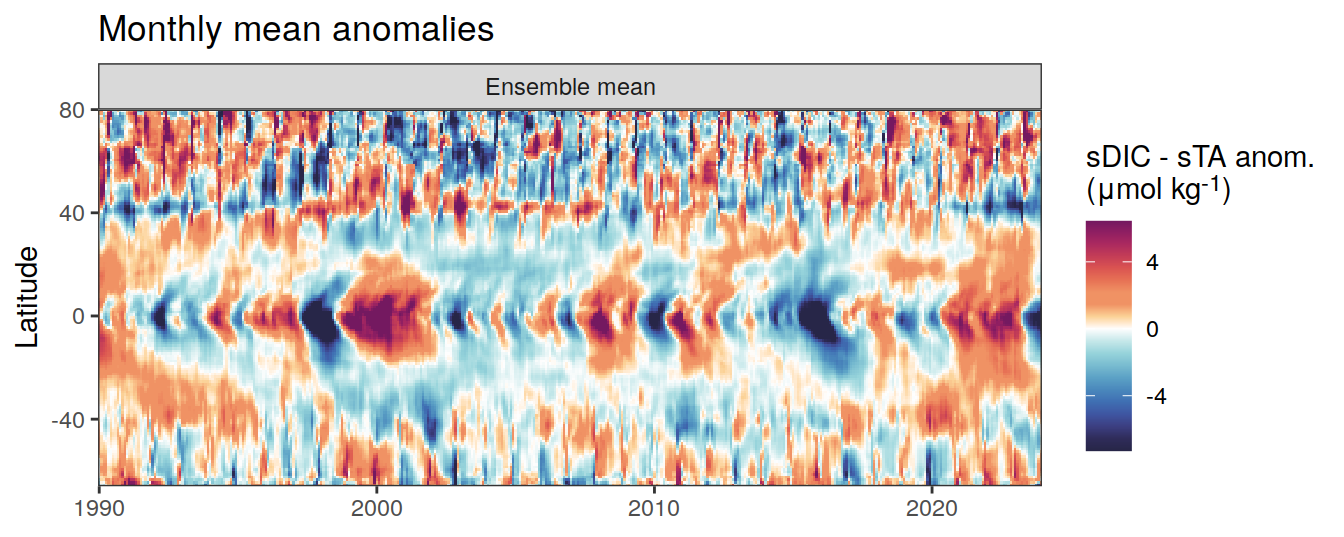 Monthly mean anomalies
Ensemble mean
80
40
0
-40
Latitude
1990
2000
2010
2020
sDIC - sTA anom.
(µmol kg⁻¹)
4
0
-4